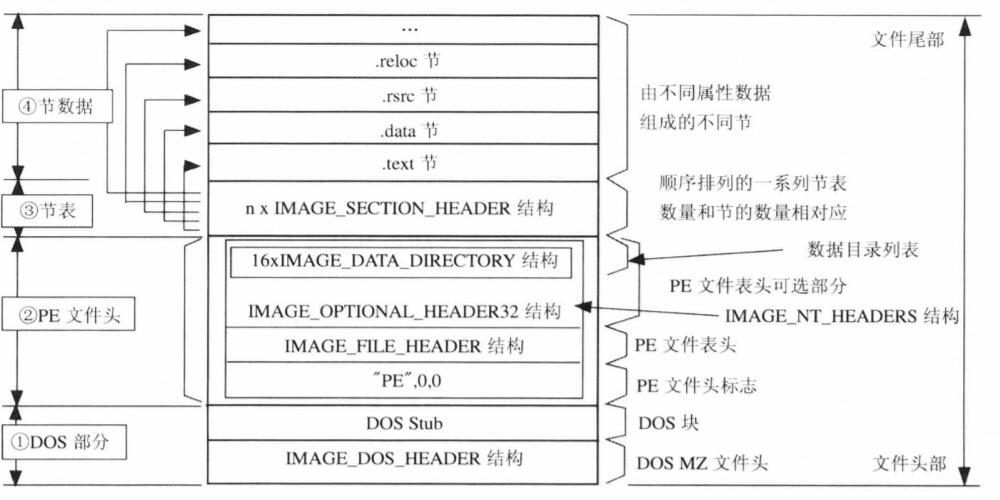 …
文件尾部
.reloc 节
.rsrc 节
④节数据
由不同属性数据
组成的不同节
.data 节
.text 节
③节表
n x IMAGE_SECTION_HEADER 结构
顺序排列的一系列节表
数量和节的数量相对应
16xIMAGE_DATA_DIRECTORY 结构
数据目录列表
PE 文件表头可选部分
②PE 文件头
IMAGE_OPTIONAL_HEADER32 结构
IMAGE_NT_HEADERS 结构
IMAGE_FILE_HEADER 结构
PE 文件表头
"PE",0,0
PE 文件头标志
DOS Stub
DOS 块
①DOS 部分
IMAGE_DOS_HEADER 结构
DOS MZ 文件头
文件头部